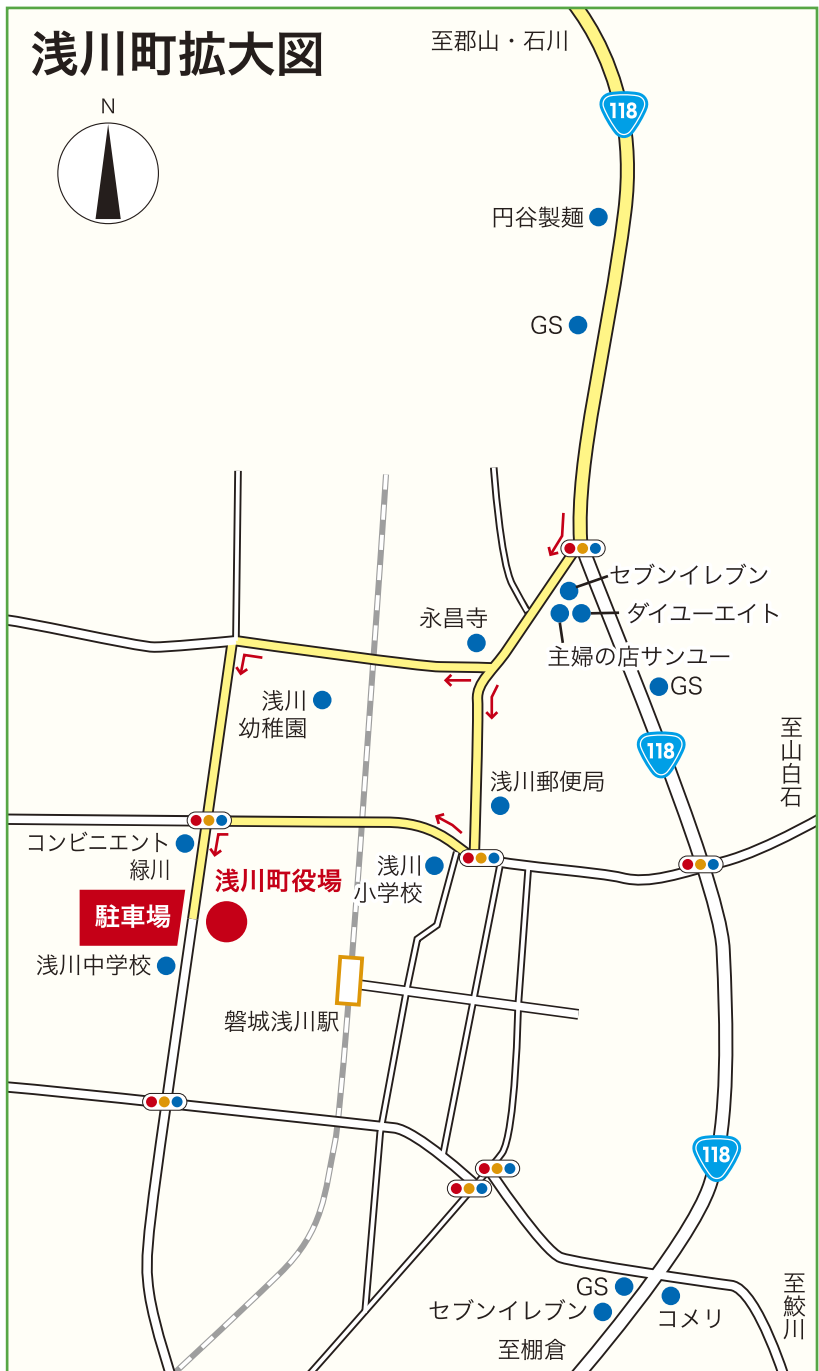 浅川町拡大図
至郡山・石川
N
118
円谷製麺
GS
セブンイレブン
ダイユーエイト
永昌寺
主婦の店サンユー
GS
浅川
幼稚園
118
至山白石
浅川郵便局
コンビニエント
緑川
浅川
小学校
浅川町役場
駐車場
浅川中学校
磐城浅川駅
118
GS
セブンイレブン
コメリ
至鮫川
至棚倉